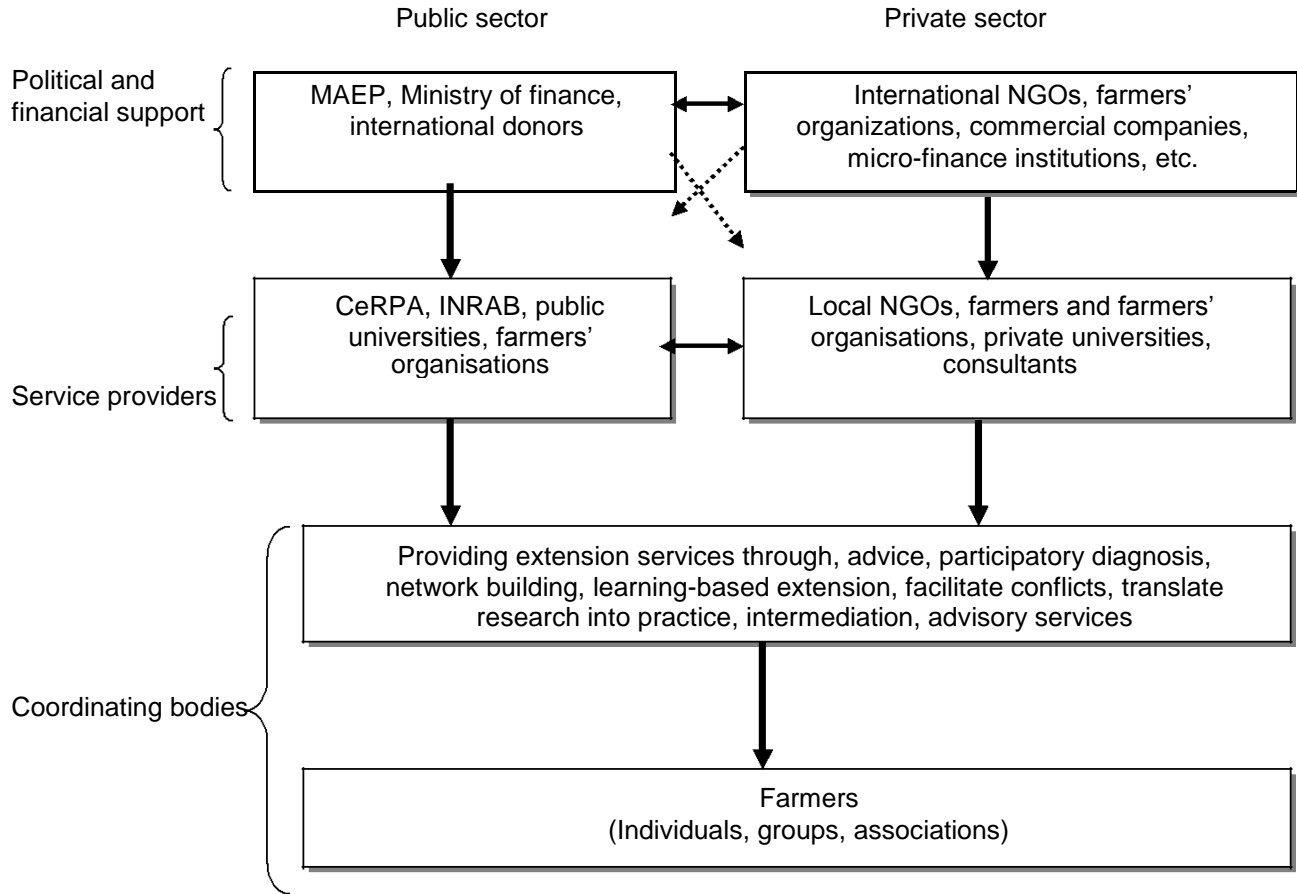 Public sector
Private sector
Political and
financial support
MAEP, Ministry of finance,
international donors
International NGOs, farmers’
organizations, commercial companies,
micro-finance institutions, etc.
Service providers
CeRPA, INRAB, public
universities, farmers’
organisations
Local NGOs, farmers and farmers’
organisations, private universities,
consultants
Coordinating bodies
Providing extension services through, advice, participatory diagnosis,
network building, learning-based extension, facilitate conflicts, translate
research into practice, intermediation, advisory services
Farmers
(Individuals, groups, associations)